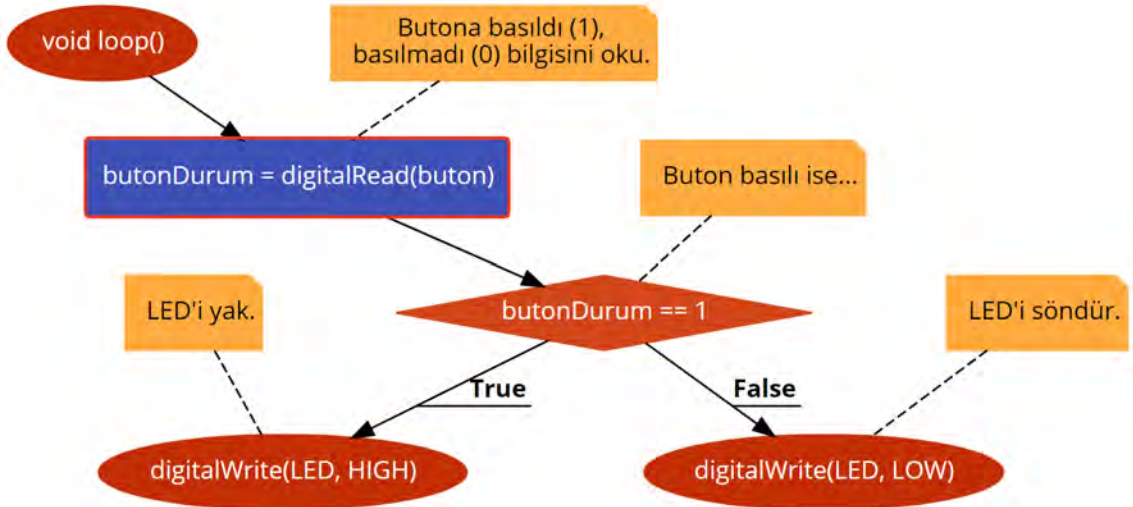 void loop()
Butona basıldı (1),
basılmadı (0) bilgisini oku.
butonDurum = digitalRead(buton)
Buton basılı ise...
LED'i yak.
butonDurum == 1
LED'i söndür.
True
False
digitalWrite(LED, HIGH)
digitalWrite(LED, LOW)